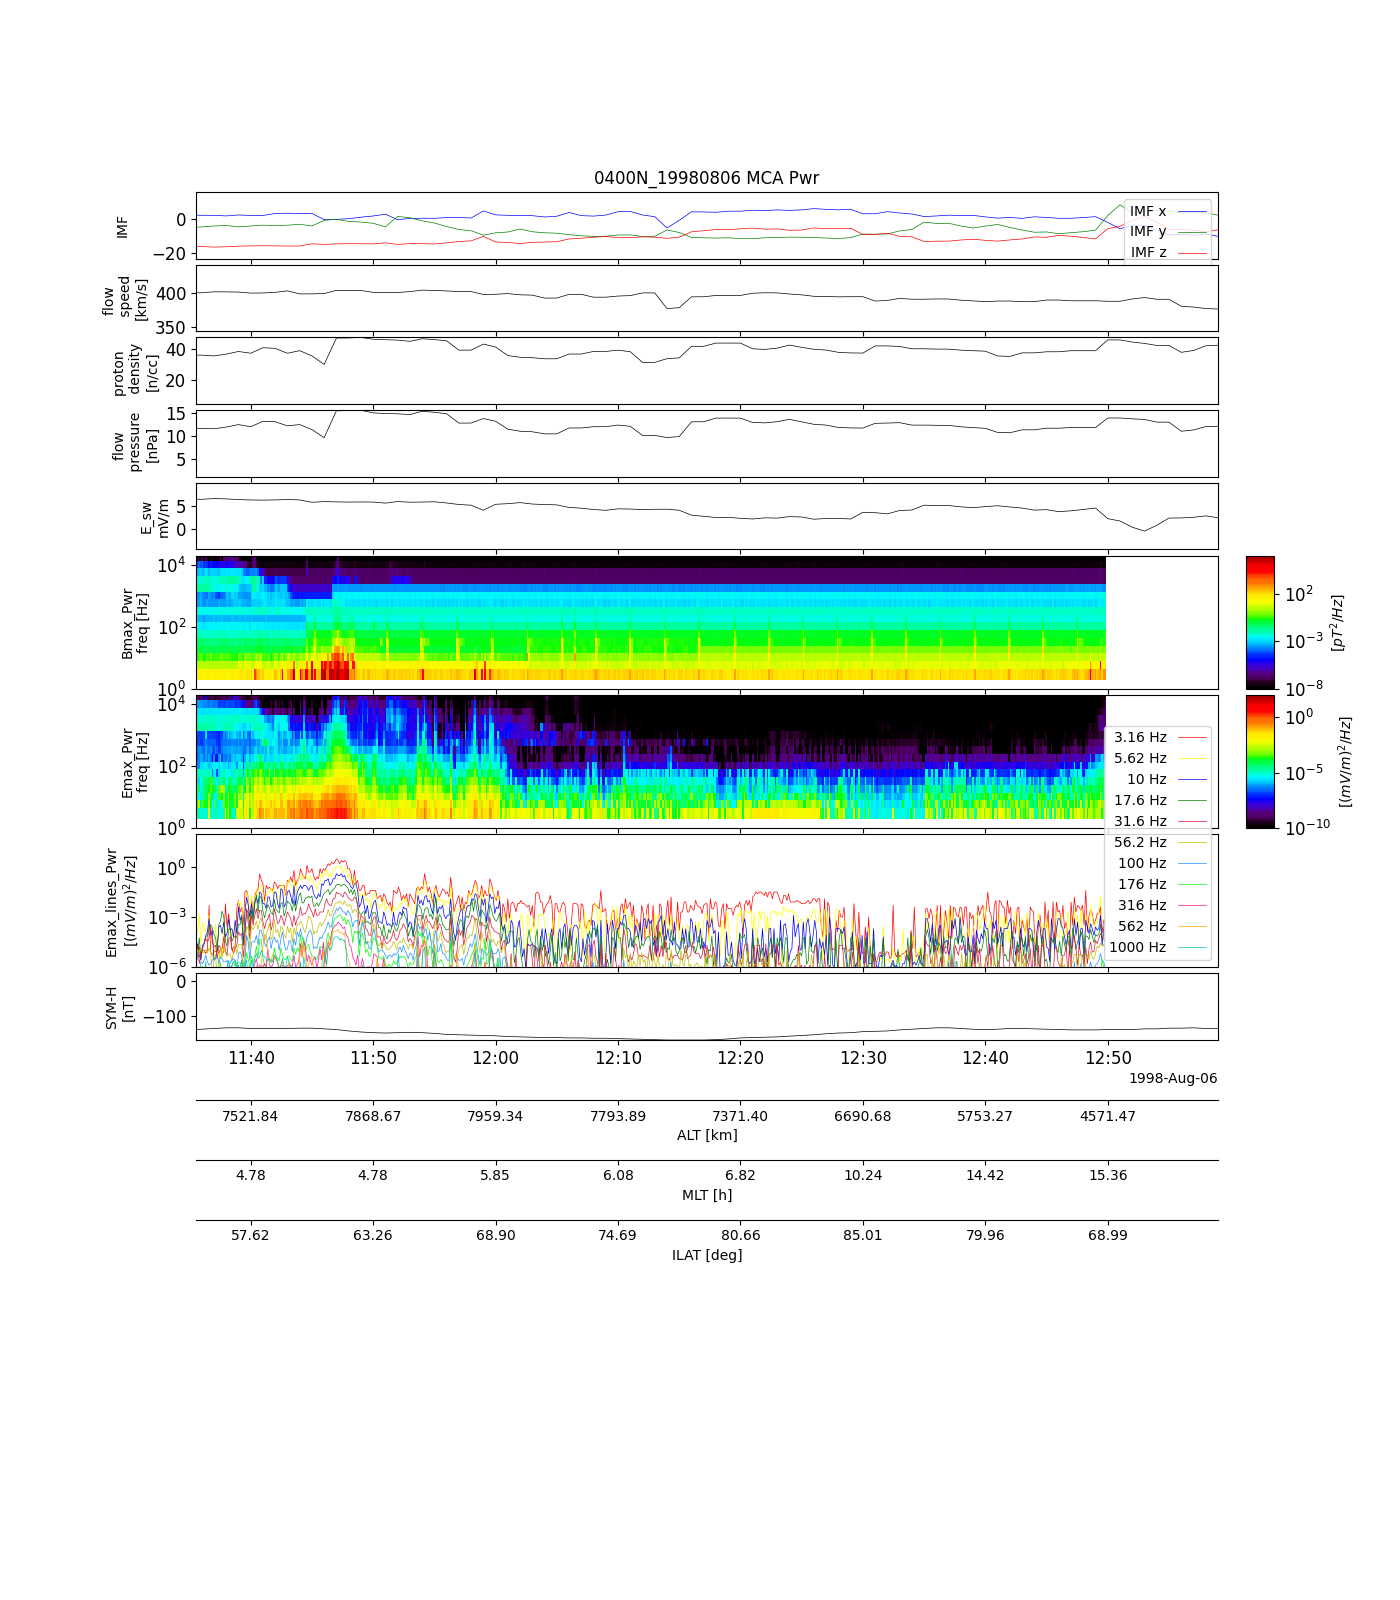 0400N_19980806 MCA Pwr
IMF
0
−20
IMF x
IMF y
IMF z
flow
speed
[km/s]
400
350
proton
density
[n/cc]
40
20
flow
pressure
[nPa]
15
10
5
E_sw
mV/m
5
0
Bmax_Pwr
freq [Hz]
10^4
10^2
10^0
10^2
10^−3
10^−8
[pT^2/Hz]
Emax_Pwr
freq [Hz]
10^4
10^2
10^0
10^0
10^−5
10^−10
[(mV/m)^2/Hz]
3.16 Hz
5.62 Hz
10 Hz
17.6 Hz
31.6 Hz
56.2 Hz
100 Hz
176 Hz
316 Hz
562 Hz
1000 Hz
Emax_lines_Pwr
[(mV/m)^2/Hz]
10^0
10^−3
10^−6
SYM-H
[nT]
0
−100
11:40 11:50 12:00 12:10 12:20 12:30 12:40 12:50
1998-Aug-06
7521.84 7868.67 7959.34 7793.89 7371.40 6690.68 5753.27 4571.47
ALT [km]
4.78 4.78 5.85 6.08 6.82 10.24 14.42 15.36
MLT [h]
57.62 63.26 68.90 74.69 80.66 85.01 79.96 68.99
ILAT [deg]